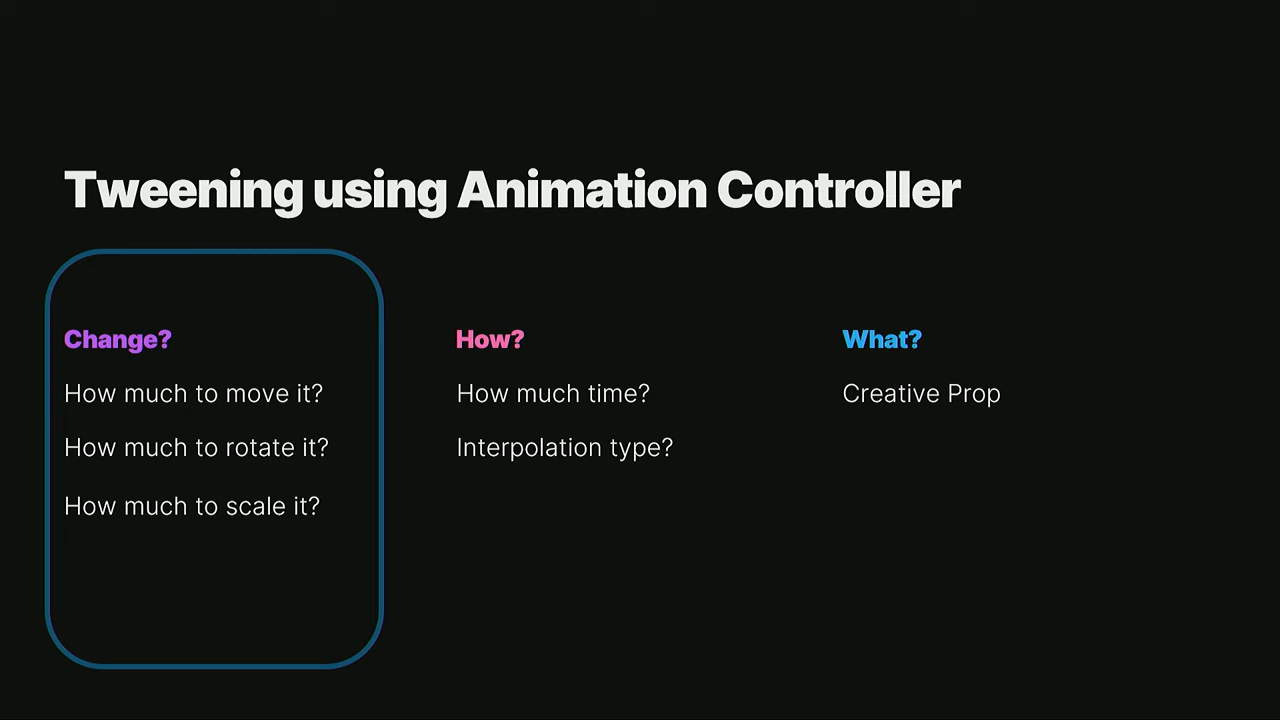 Tweening using Animation Controller
Change?
How much to move it?
How much to rotate it?
How much to scale it?
How?
How much time?
Interpolation type?
What?
Creative Prop